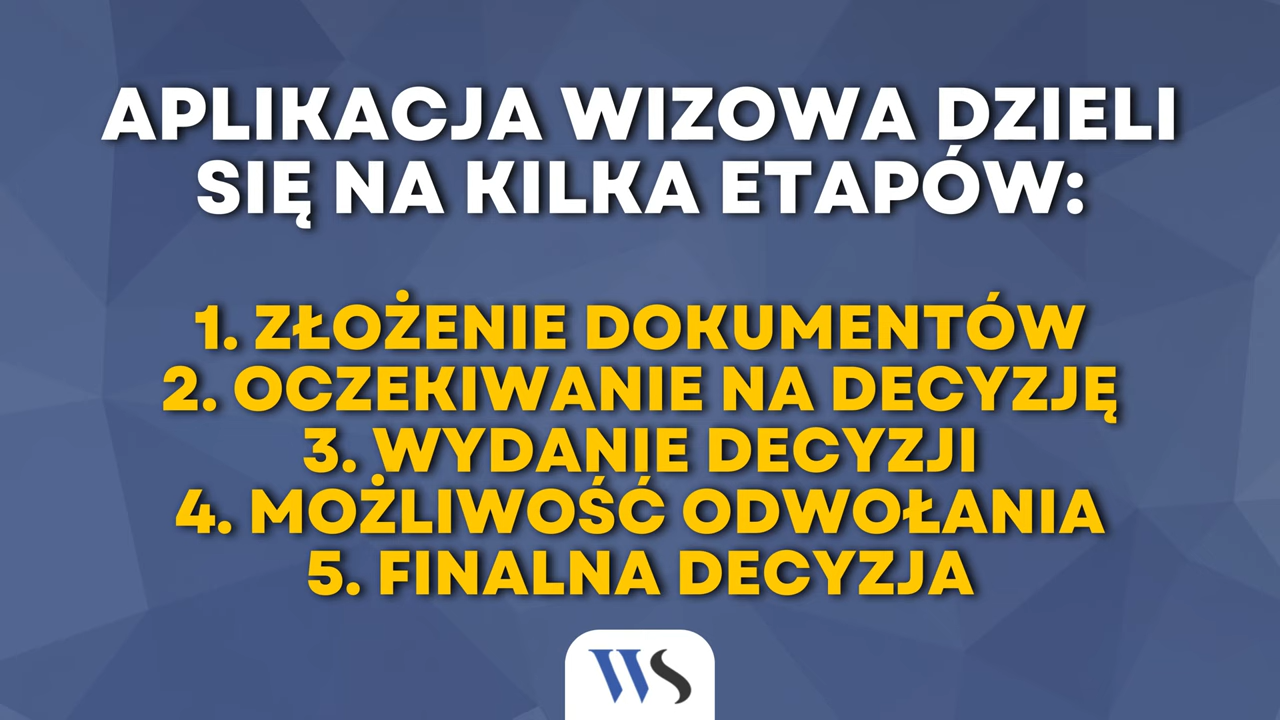 APLIKACJA WIZOWA DZIELI
SIĘ NA KILKA ETAPÓW:
1. ZŁOŻENIE DOKUMENTÓW
2. OCZEKIWANIE NA DECYZJĘ
3. WYDANIE DECYZJI
4. MOŻLIWOŚĆ ODWOŁANIA
5. FINALNA DECYZJA
WS